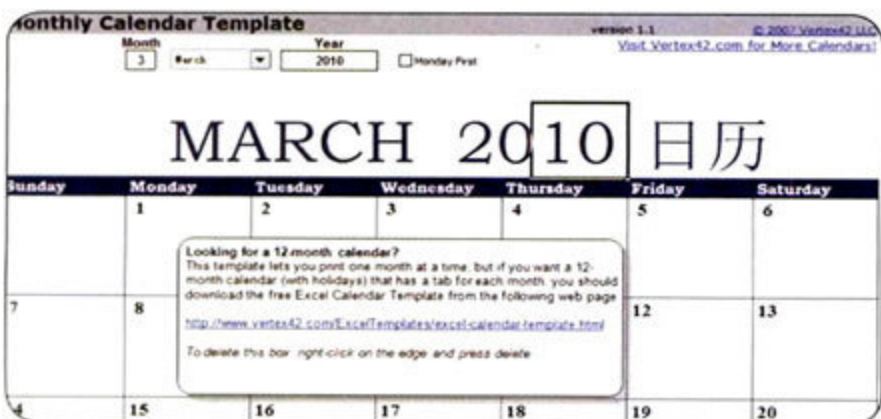 onthly Calendar Template version 1.1 © 2007 Vertex42 LLC
Month Year Visit Vertex42.com for More Calendars!
3 March 2010 Monday First
MARCH 2010 日历
Sunday Monday Tuesday Wednesday Thursday Friday Saturday
1 2 3 4 5 6
Looking for a 12-month calendar?
This template lets you print one month at a time, but if you want a 12-
month calendar (with holidays) that has a tab for each month, you should
download the free Excel Calendar Template from the following web page
http://www.vertex42.com/ExcelTemplates/excel-calendar-template.html
To delete this box, right-click on the edge and press delete
7 8 12 13
4 15 16 17 18 19 20